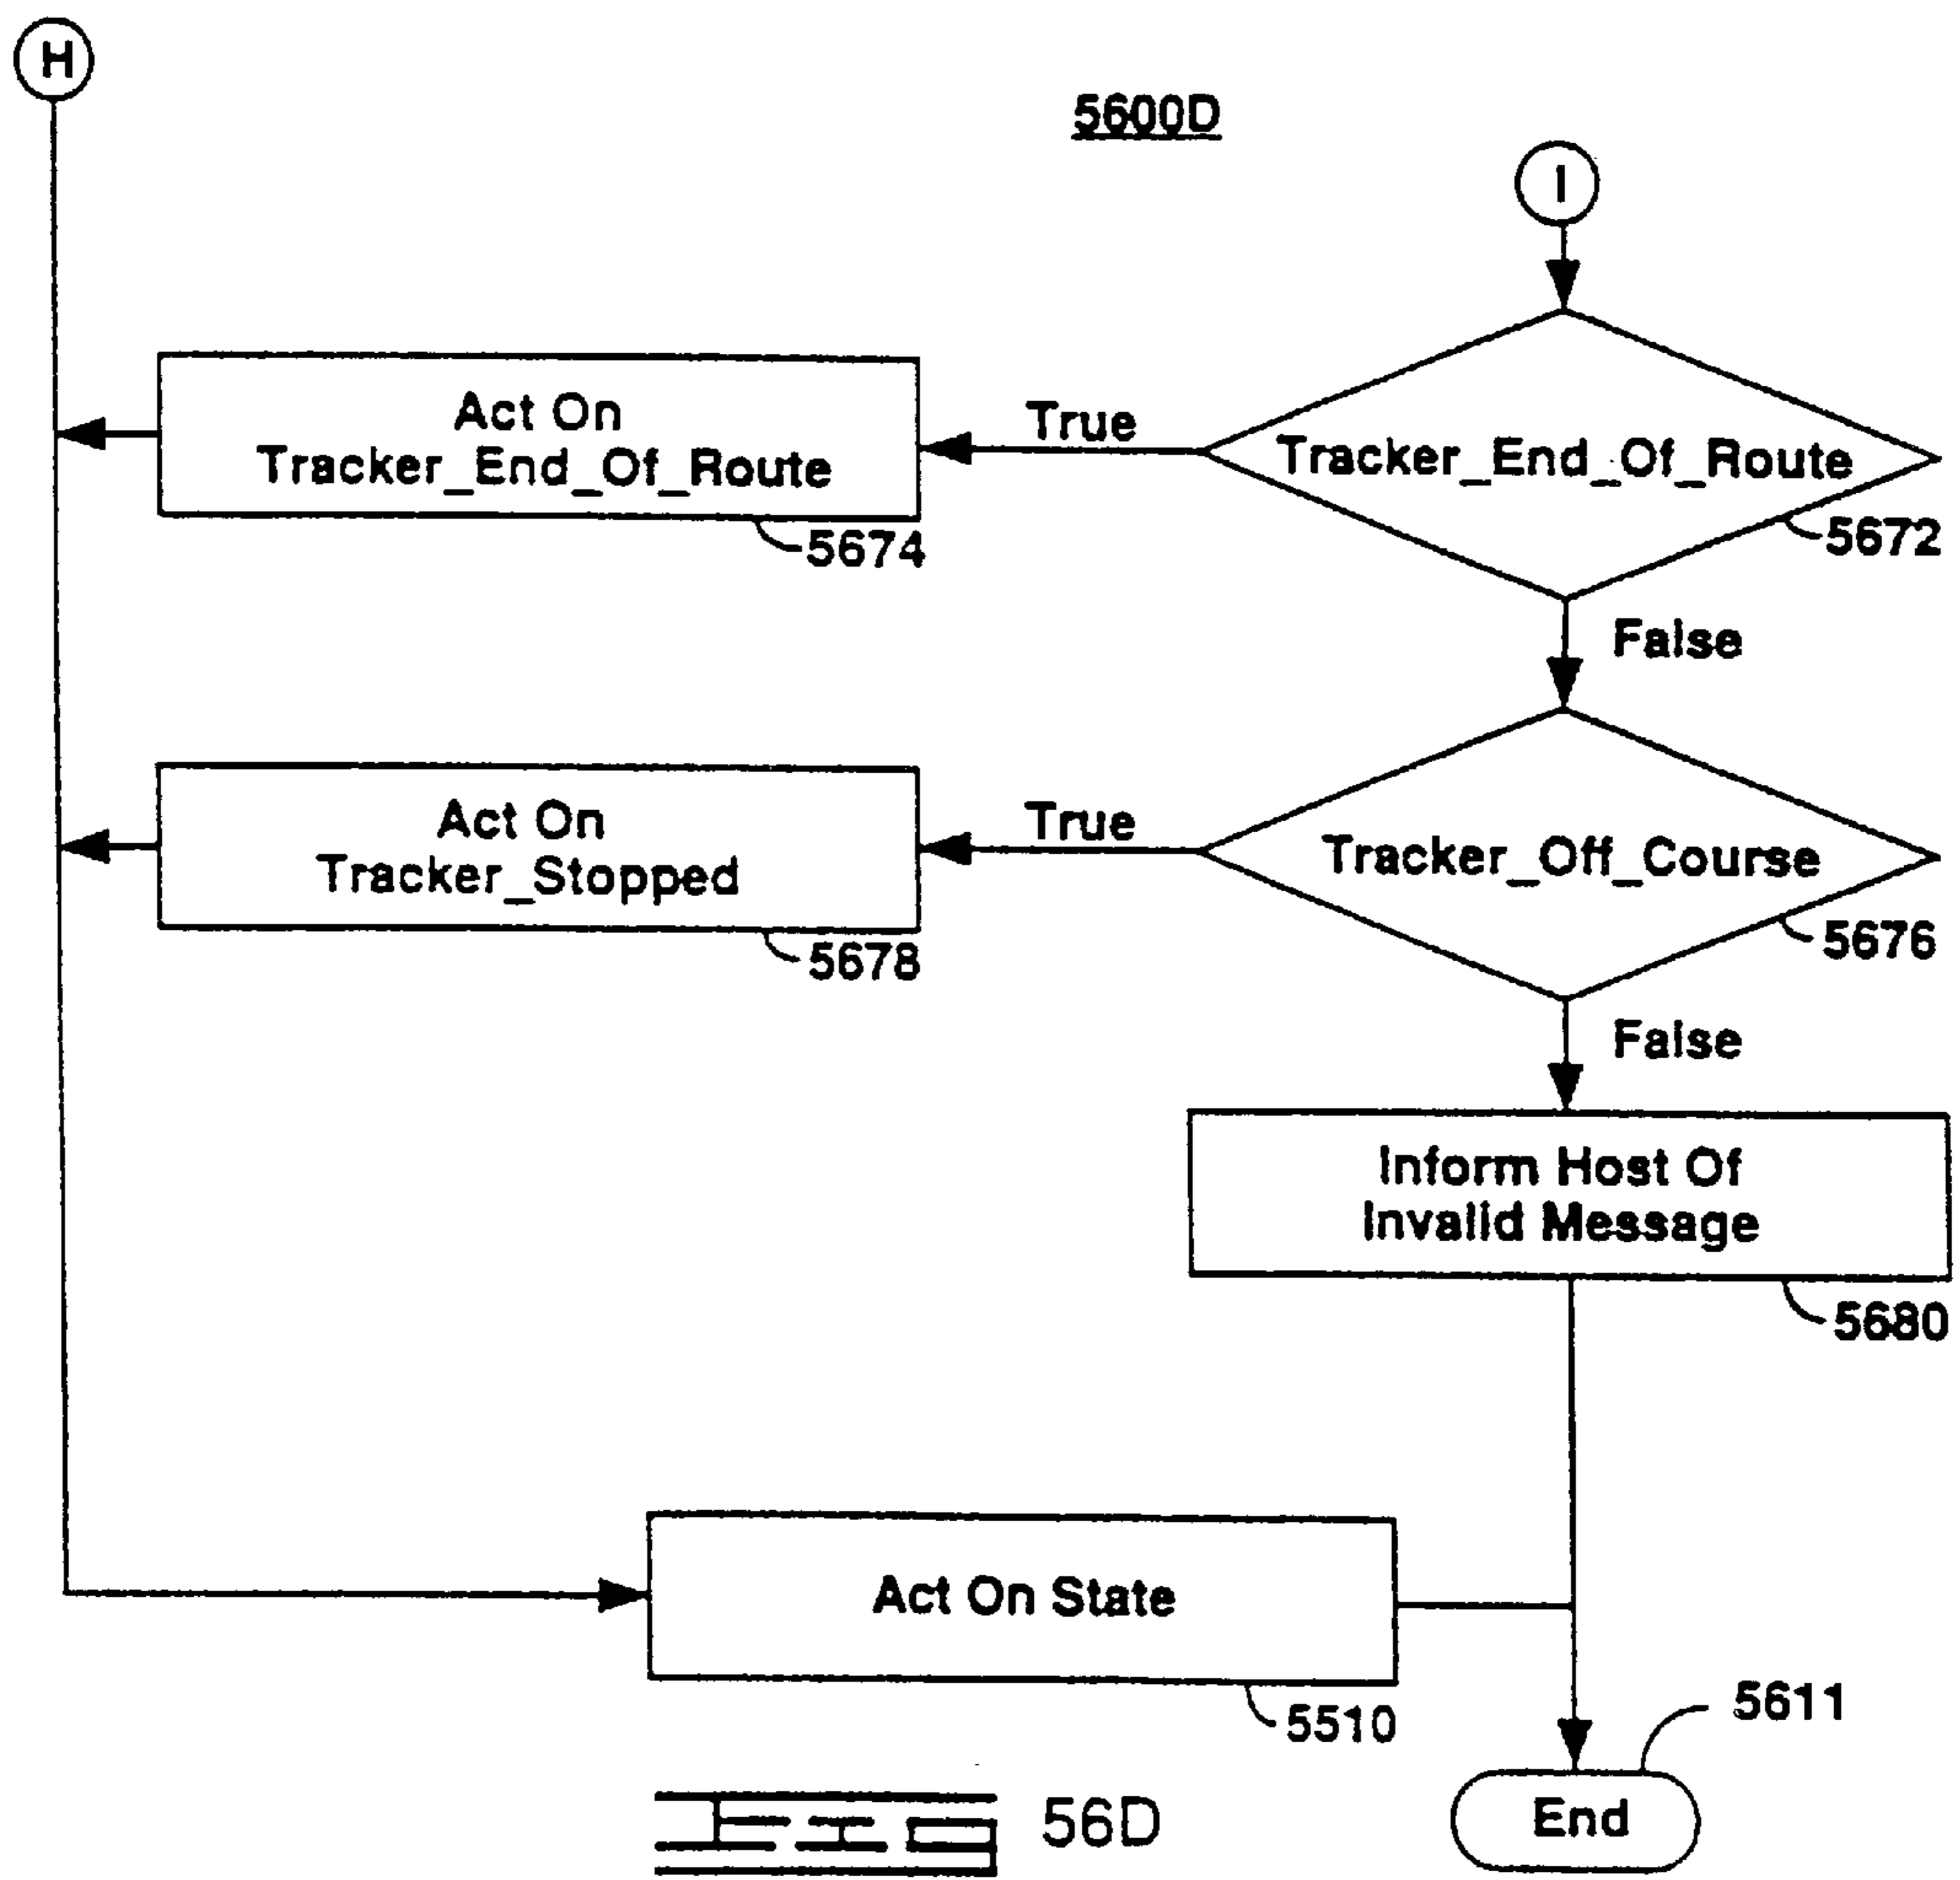 H
5600D
I
Act On
Tracker_End_Of_Route
5674
True
Tracker_End_Of_Route
5672
False
Act On
Tracker_Stopped
5678
True
Tracker_Off_Course
5676
False
Inform Host Of
Invalid Message
5680
Act On State
5510
5611
End
Fig 56D